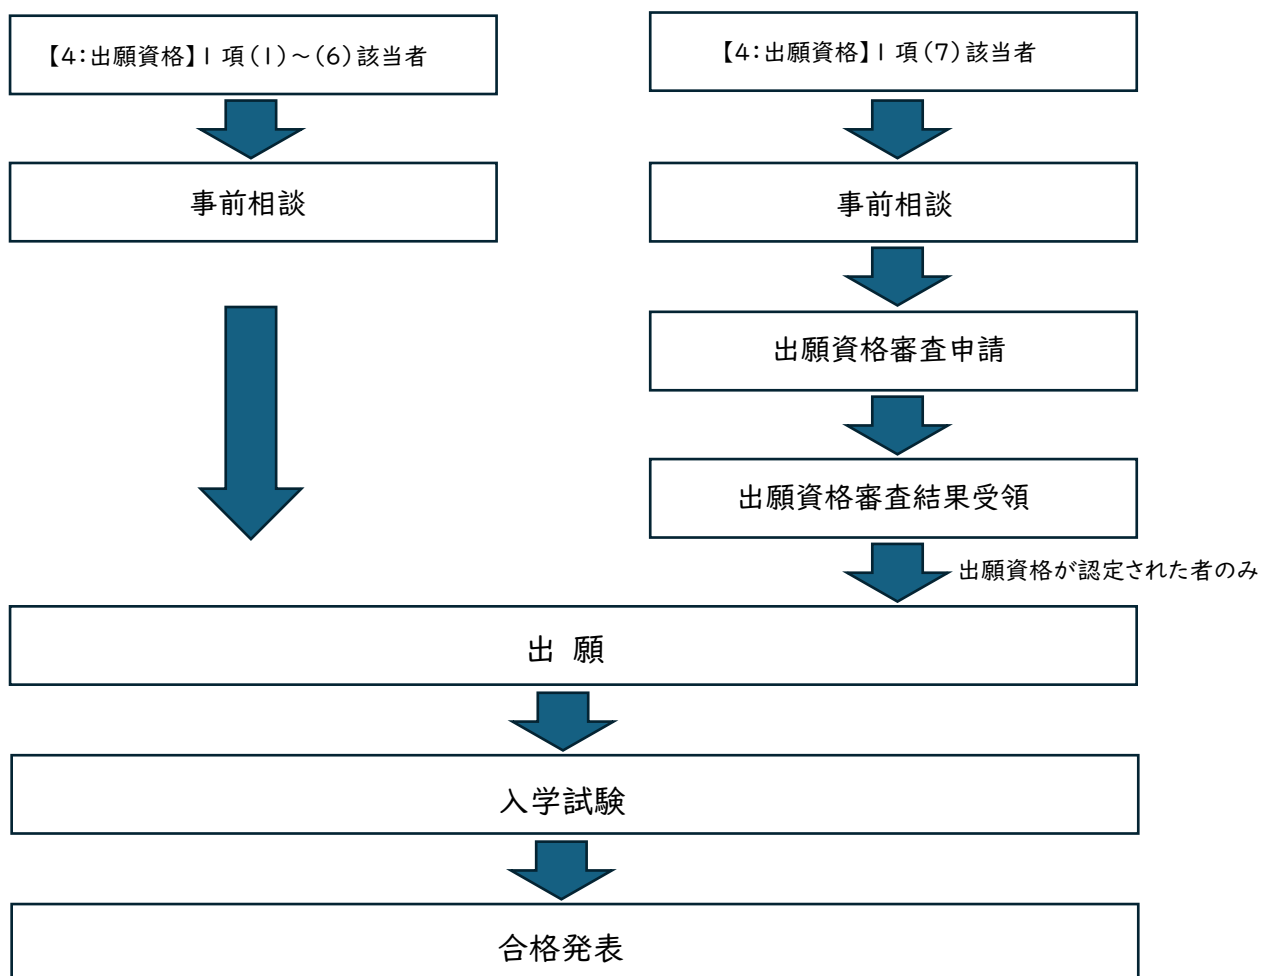 【4:出願資格】1項(1)~(6)該当者
【4:出願資格】1項(7)該当者
事前相談
事前相談
出願資格審査申請
出願資格審査結果受領
出願資格が認定された者のみ
出 願
入学試験
合格発表